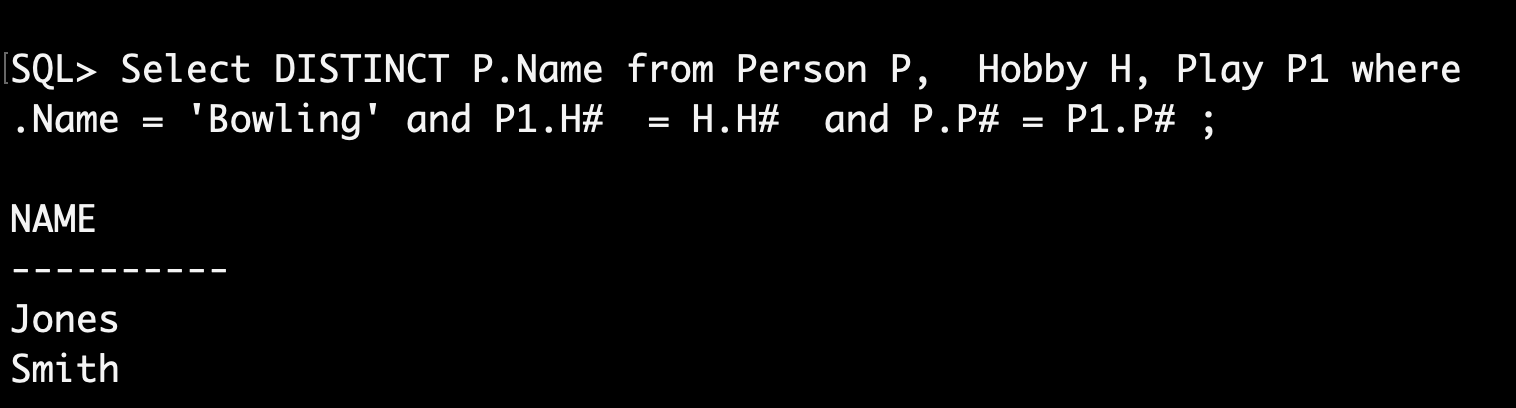 SQL> Select DISTINCT P.Name from Person P,  Hobby H, Play P1 where
.Name = 'Bowling' and P1.H#  = H.H#  and P.P# = P1.P# ;
NAME
----------
Jones
Smith